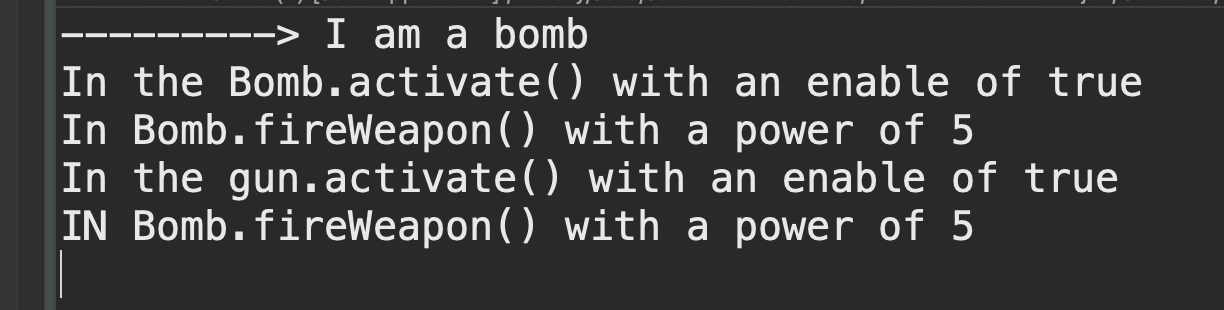 ---------> I am a bomb
In the Bomb.activate() with an enable of true
In Bomb.fireWeapon() with a power of 5
In the gun.activate() with an enable of true
IN Bomb.fireWeapon() with a power of 5